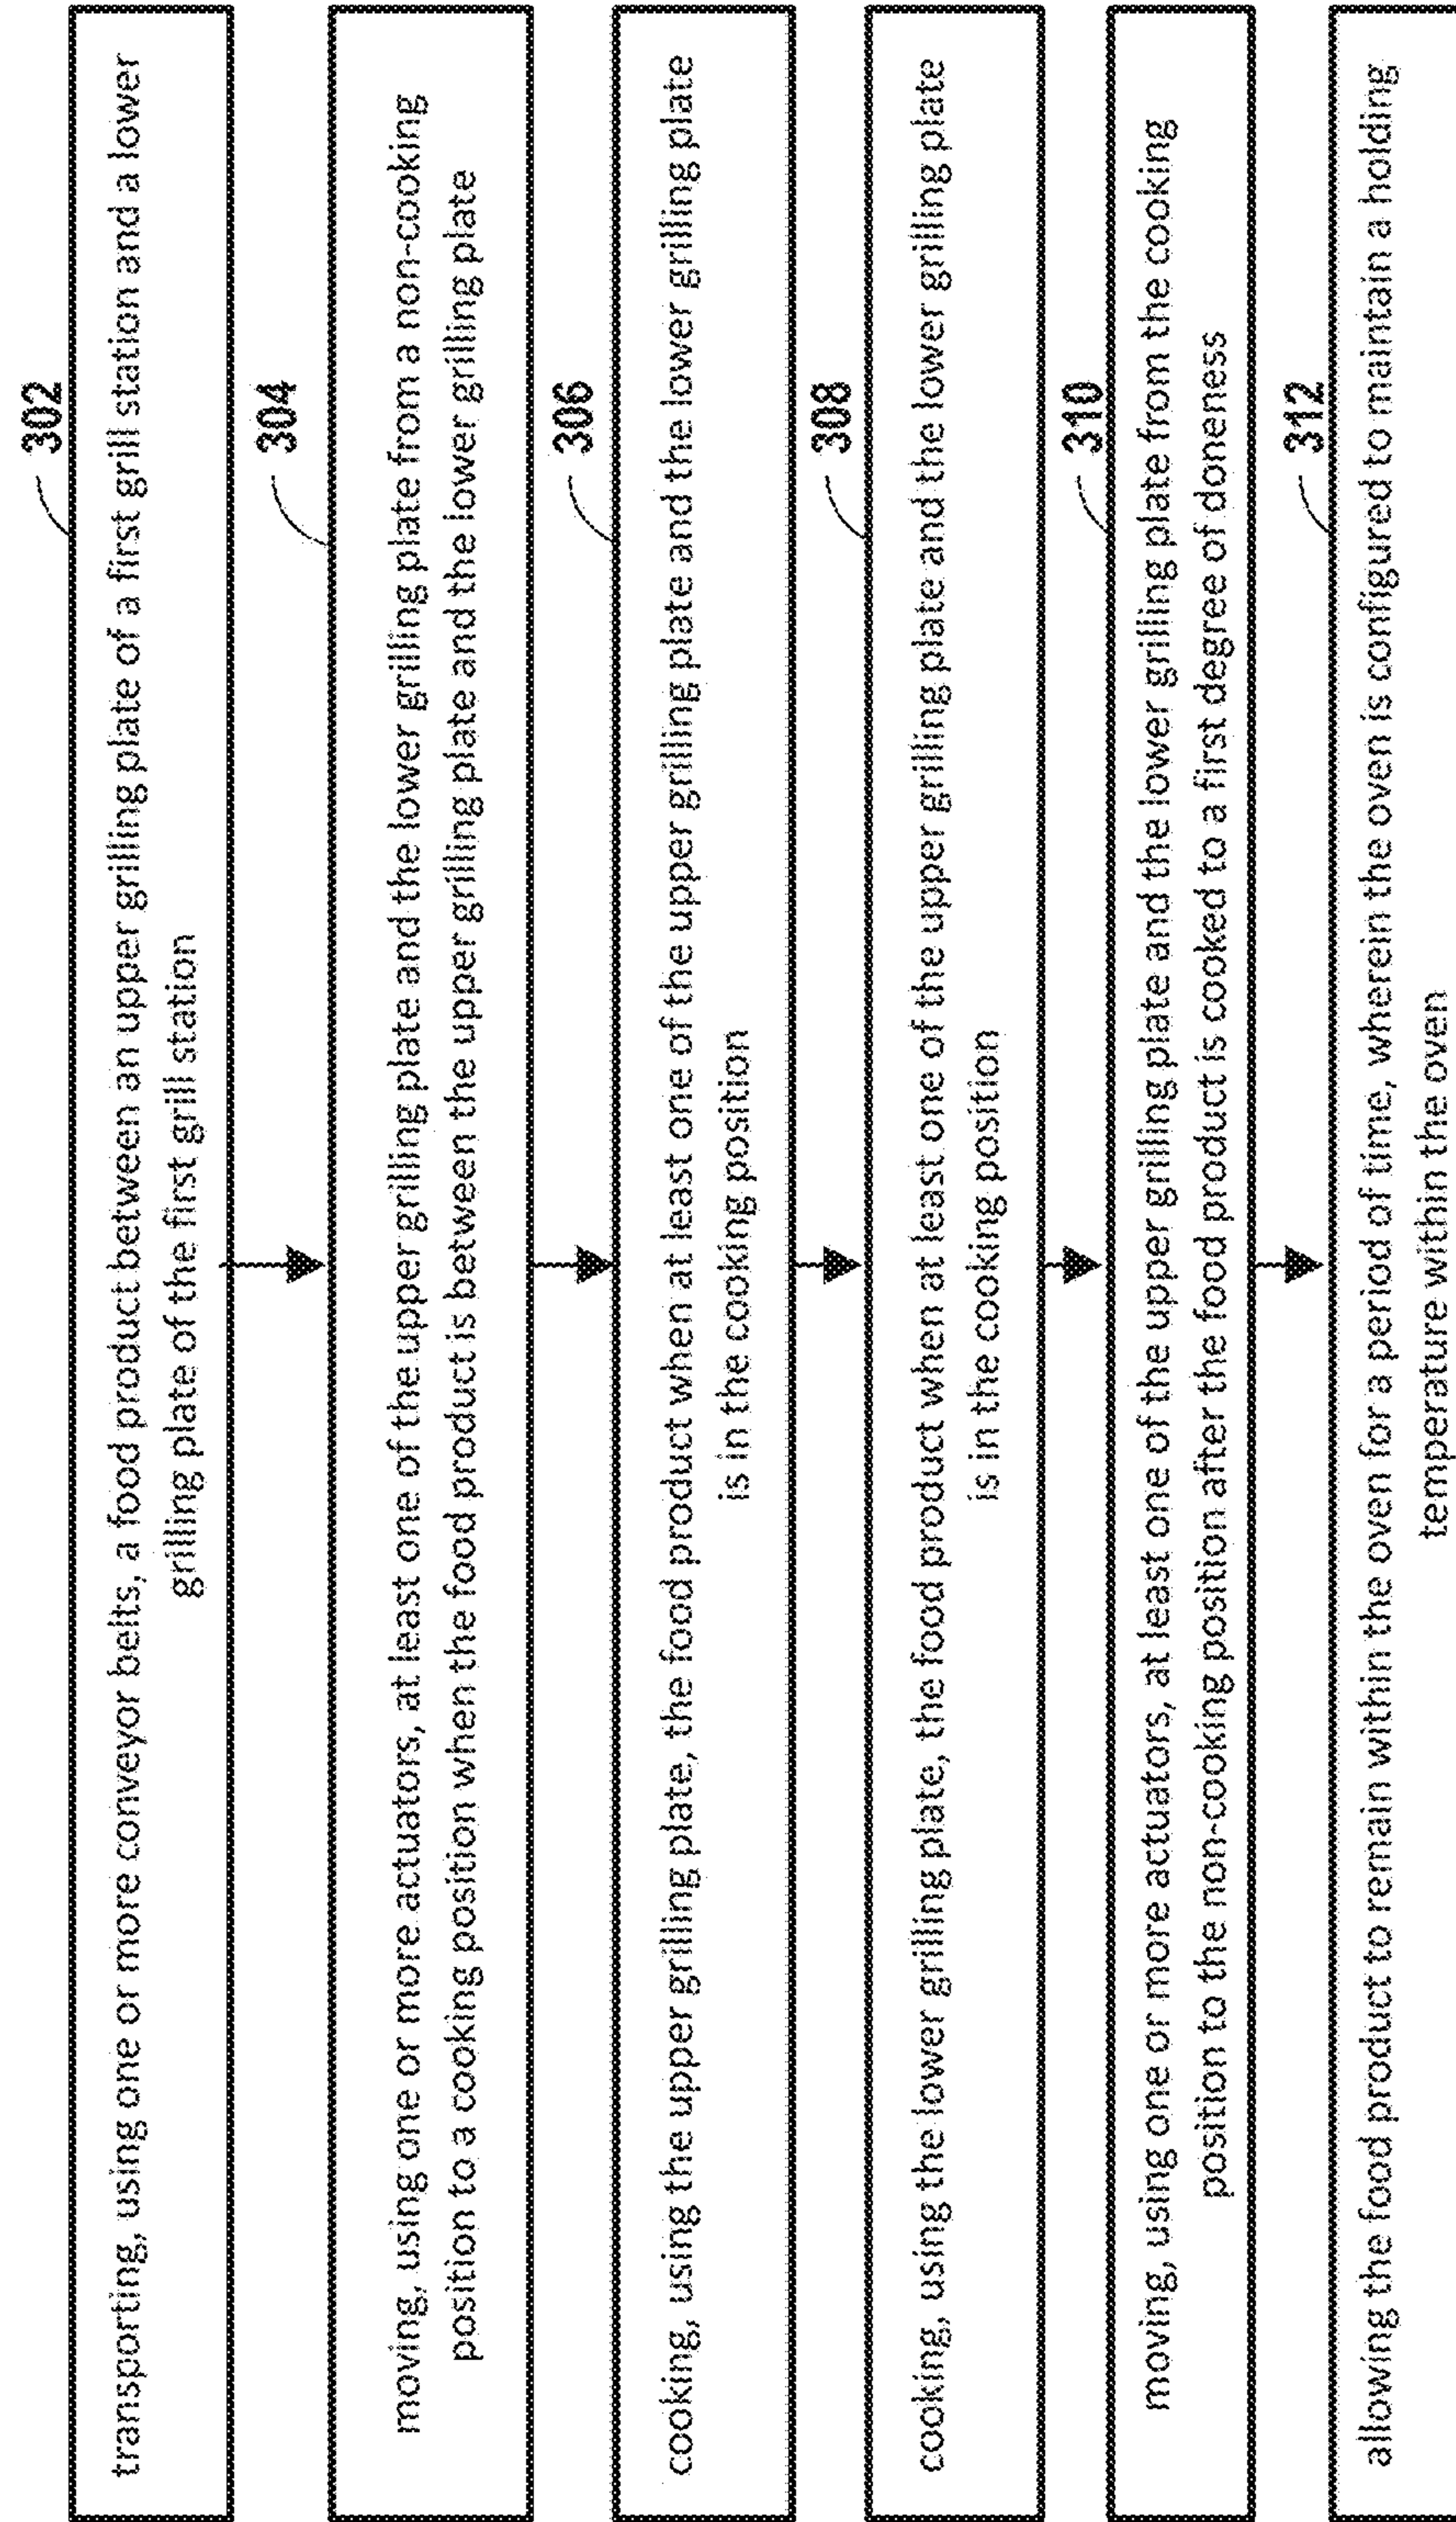 302
transporting, using one or more conveyor belts, a food product between an upper grilling plate of a first grill station and a lower
grilling plate of the first grill station
304
moving, using one or more actuators, at least one of the upper grilling plate and the lower grilling plate from a non-cooking
position to a cooking position when the food product is between the upper grilling plate and the lower grilling plate
306
cooking, using the upper grilling plate, the food product when at least one of the upper grilling plate and the lower grilling plate
is in the cooking position
308
cooking, using the lower grilling plate, the food product when at least one of the upper grilling plate and the lower grilling plate
is in the cooking position
310
moving, using one or more actuators, at least one of the upper grilling plate and the lower grilling plate from the cooking
position to the non-cooking position after the food product is cooked to a first degree of doneness
312
allowing the food product to remain within the oven for a period of time, wherein the oven is configured to maintain a holding
temperature within the oven